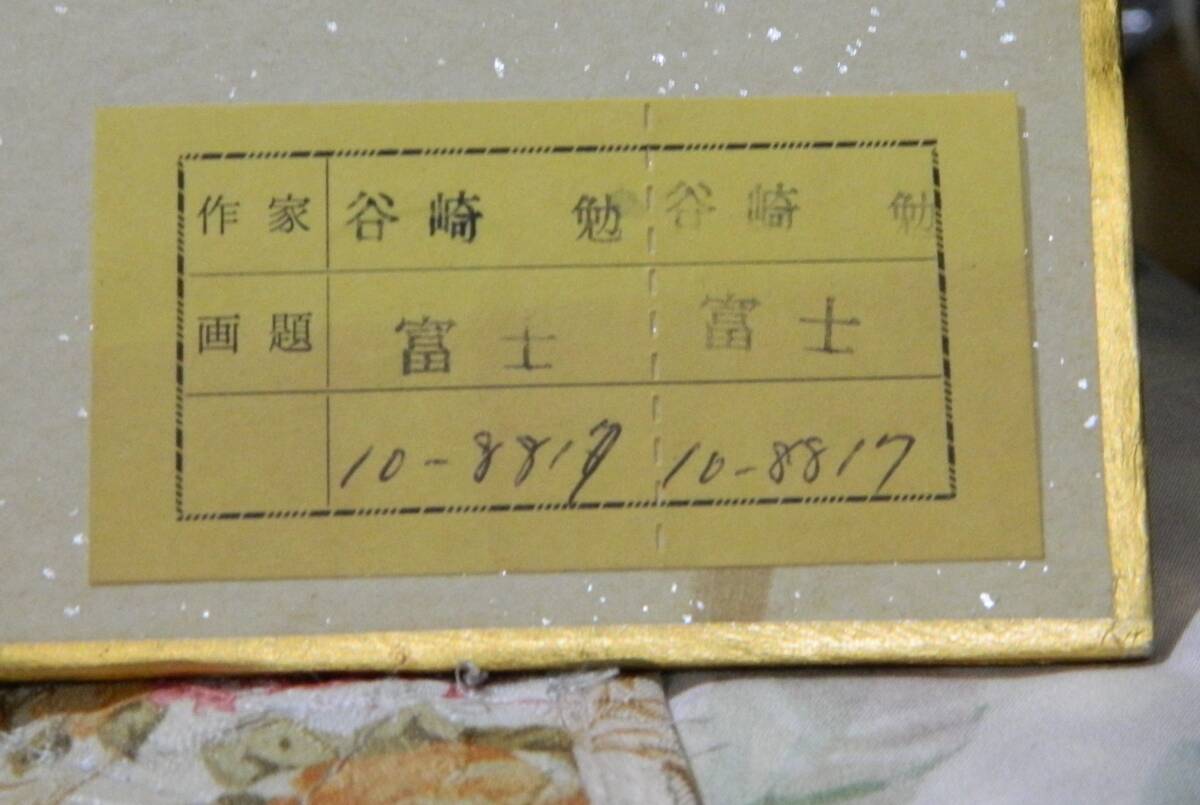 作家 谷崎 勉 谷崎 勉
画題 富士 富士
10-8817 10-8817